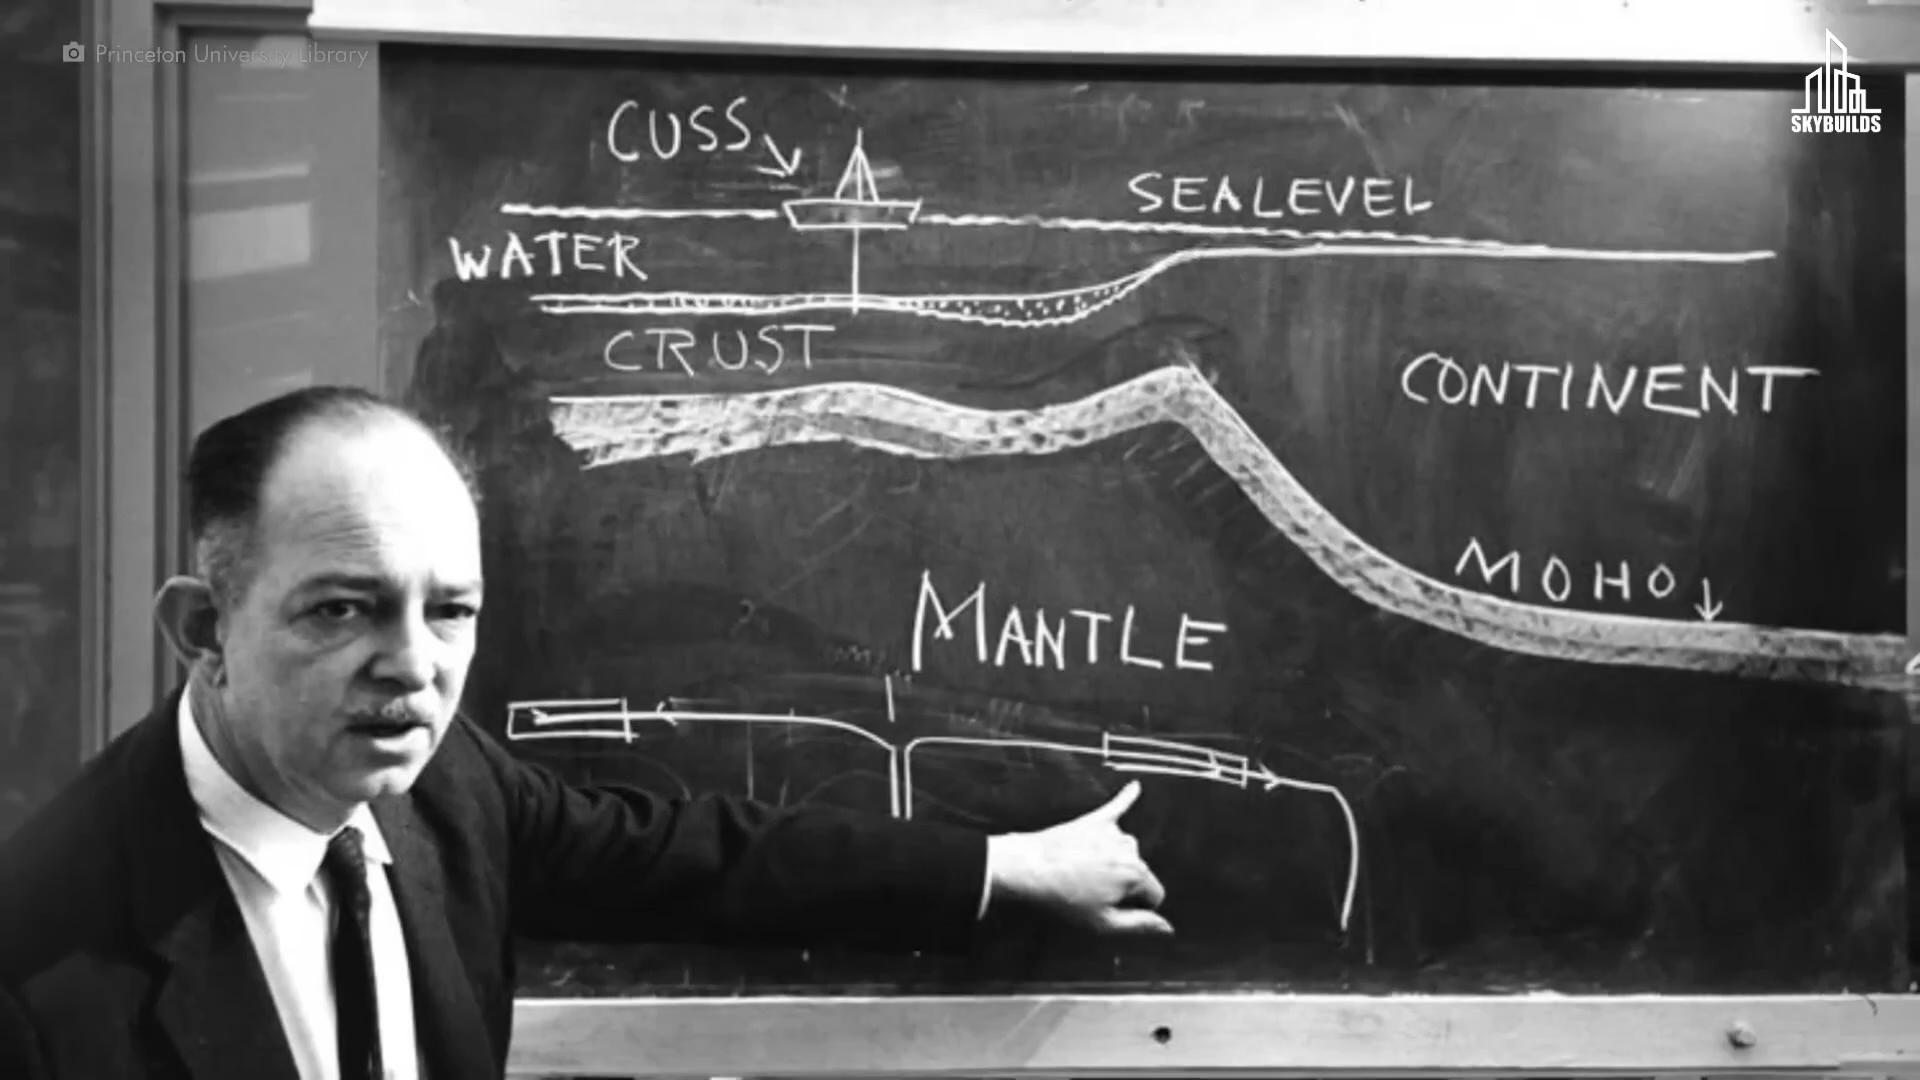 Princeton University Library
SKYBUILDS
CUSS
SEALEVEL
WATER
CRUST
CONTINENT
MOHO
MANTLE